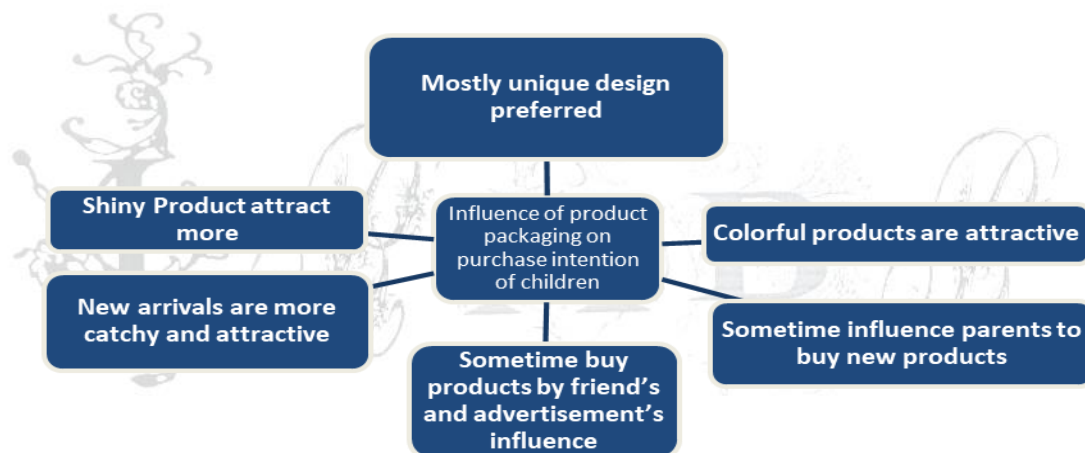 Mostly unique design
preferred
Shiny Product attract
more
Influence of product
packaging on
purchase intention
of children
Colorful products are attractive
New arrivals are more
catchy and attractive
Sometime influence parents to
buy new products
Sometime buy
products by friend's
and advertisement's
influence